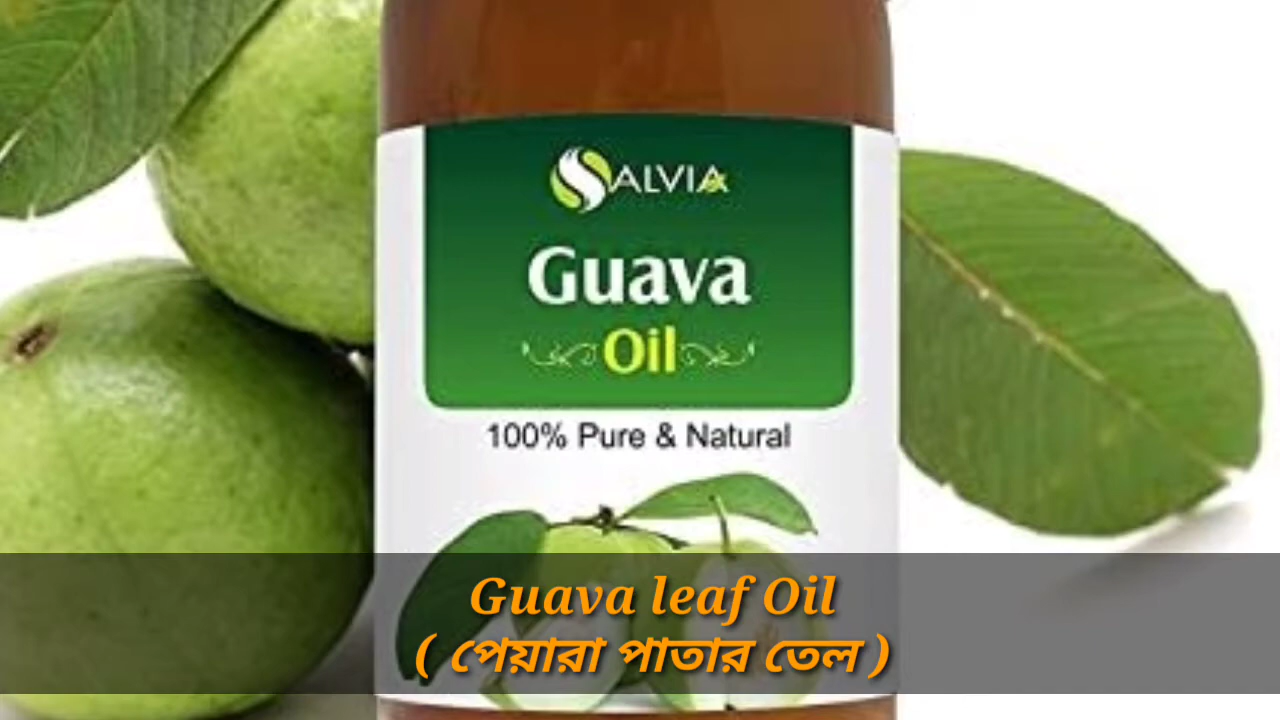 SALVIA
Guava
Oil
100% Pure & Natural
Guava leaf Oil
( পেয়ারা পাতার তেল )